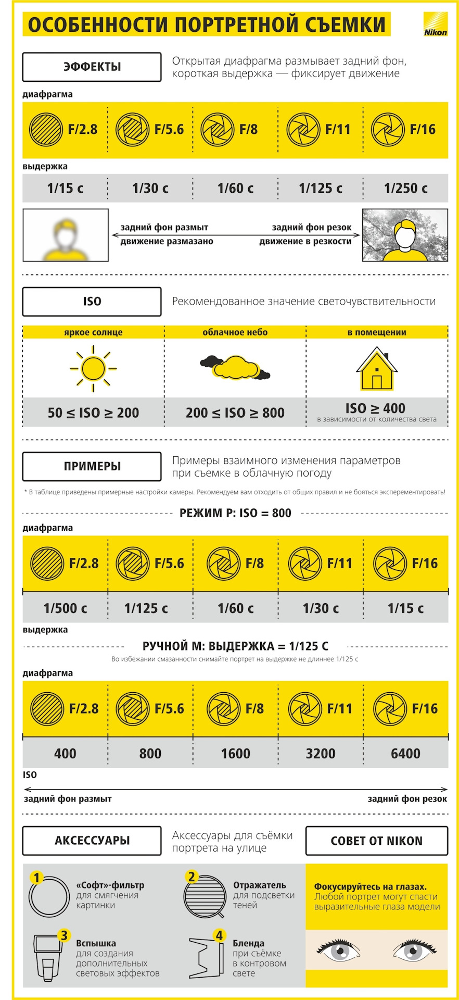 ОСОБЕННОСТИ ПОРТРЕТНОЙ СЪЕМКИ
Nikon
ЭФФЕКТЫ
Открытая диафрагма размывает задний фон,
короткая выдержка — фиксирует движение
диафрагма
F/2.8 F/5.6 F/8 F/11 F/16
выдержка
1/15 с 1/30 с 1/60 с 1/125 с 1/250 с
задний фон размыт задний фон резок
движение размазано движение в резкости
ISO
Рекомендованное значение светочувствительности
яркое солнце облачное небо в помещении
50 ≤ ISO ≥ 200 200 ≤ ISO ≥ 800 ISO ≥ 400
в зависимости от количества света
ПРИМЕРЫ
Примеры взаимного изменения параметров
при съемке в облачную погоду
* В таблице приведены примерные настройки камеры. Рекомендуем вам отходить от общих правил и не бояться эксперементировать!
РЕЖИМ P: ISO = 800
диафрагма
F/2.8 F/5.6 F/8 F/11 F/16
1/500 с 1/125 с 1/60 с 1/30 с 1/15 с
выдержка
РУЧНОЙ M: ВЫДЕРЖКА = 1/125 С
Во избежании смазанности снимайте портрет на выдержке не длиннее 1/125 с
диафрагма
F/2.8 F/5.6 F/8 F/11 F/16
400 800 1600 3200 6400
ISO
задний фон размыт задний фон резок
АКСЕССУАРЫ
Аксессуары для съёмки
портрета на улице
1
«Софт»-фильтр
для смягчения
картинки
2
Отражатель
для подсветки
теней
3
Вспышка
для создания
дополнительных
световых эффектов
4
Бленда
при съёмке
в контровом
свете
СОВЕТ ОТ NIKON
Фокусируйтесь на глазах.
Любой портрет могут спасти
выразительные глаза модели